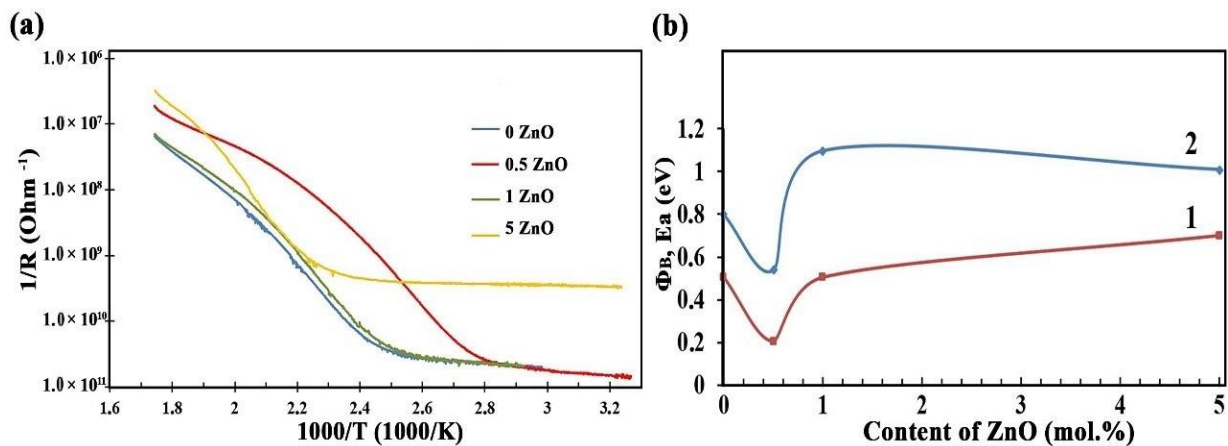 (a)
1/R (Ohm ⁻¹)
1.0 × 10⁶
1.0 × 10⁷
1.0 × 10⁸
1.0 × 10⁹
1.0 × 10¹⁰
1.0 × 10¹¹
0 ZnO
0.5 ZnO
1 ZnO
5 ZnO
1.6 1.8 2 2.2 2.4 2.6 2.8 3 3.2
1000/T (1000/K)
(b)
Φ_B, Ea (eV)
1.2
1
0.8
0.6
0.4
0.2
0
2
1
0 1 2 3 4 5
Content of ZnO (mol.%)